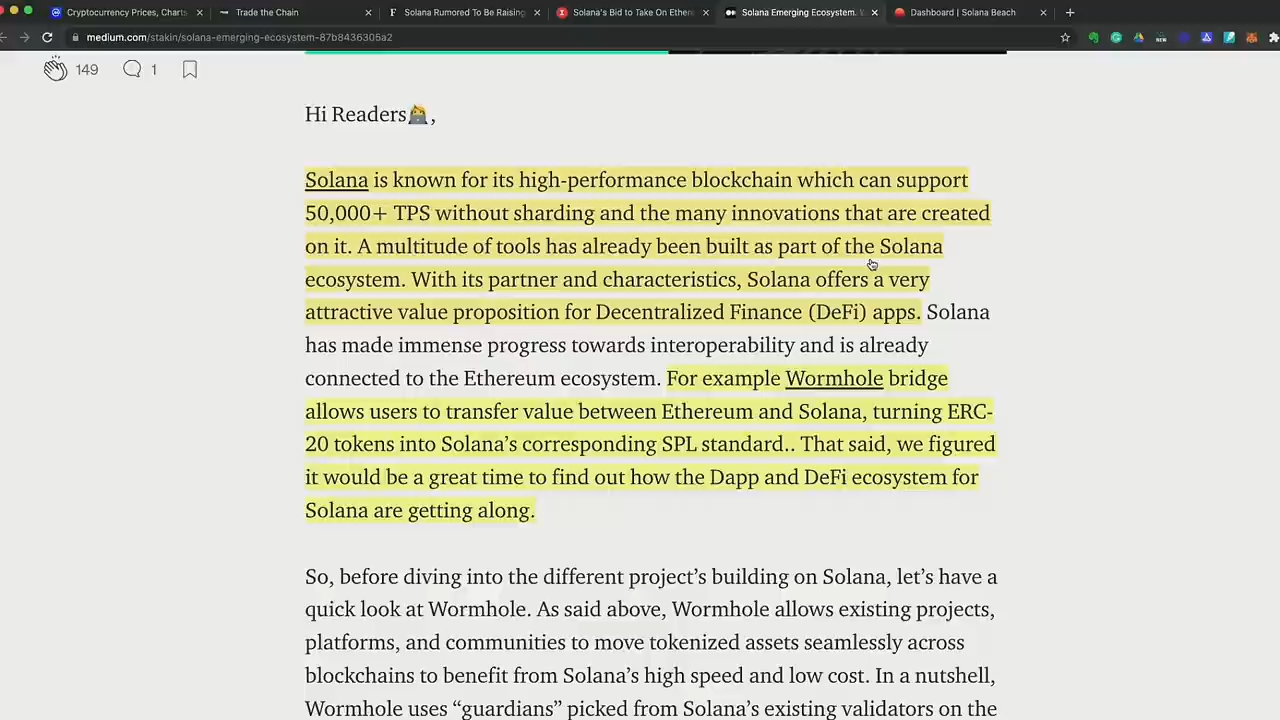 Cryptocurrency Prices, Charts
Trade the Chain
Solana Rumored To Be Raising
Solana's Bid to Take On Ether
Solana Emerging Ecosystem.
Dashboard | Solana Beach
medium.com/stakin/solana-emerging-ecosystem-87b8436305a2
149
1
Hi Readers🧑‍💻,
Solana is known for its high-performance blockchain which can support
50,000+ TPS without sharding and the many innovations that are created
on it. A multitude of tools has already been built as part of the Solana
ecosystem. With its partner and characteristics, Solana offers a very
attractive value proposition for Decentralized Finance (DeFi) apps. Solana
has made immense progress towards interoperability and is already
connected to the Ethereum ecosystem. For example Wormhole bridge
allows users to transfer value between Ethereum and Solana, turning ERC-
20 tokens into Solana’s corresponding SPL standard.. That said, we figured
it would be a great time to find out how the Dapp and DeFi ecosystem for
Solana are getting along.
So, before diving into the different project’s building on Solana, let’s have a
quick look at Wormhole. As said above, Wormhole allows existing projects,
platforms, and communities to move tokenized assets seamlessly across
blockchains to benefit from Solana’s high speed and low cost. In a nutshell,
Wormhole uses “guardians” picked from Solana’s existing validators on the